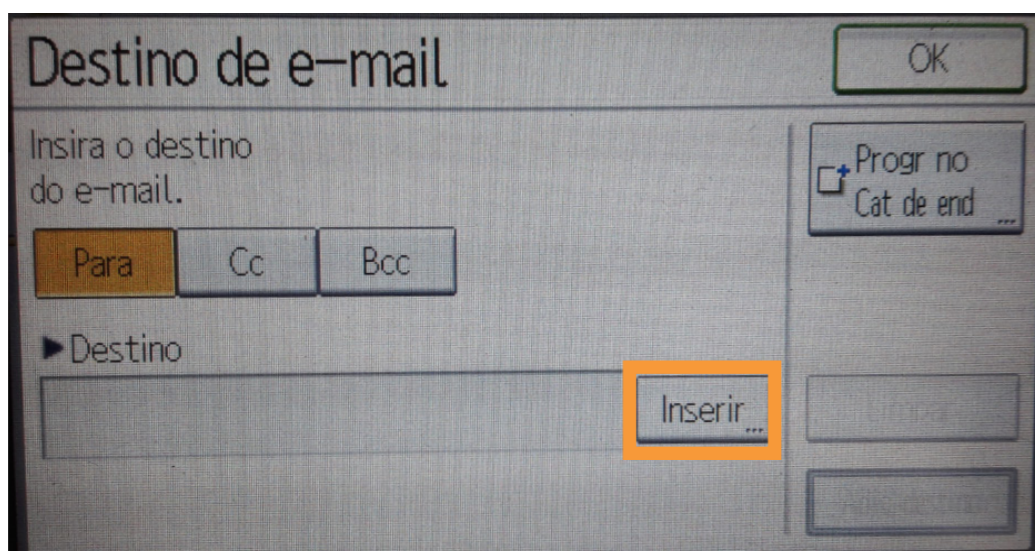 Destino de e-mail
OK
Insira o destino
do e-mail.
Progr no
Cat de end
...
Para
Cc
Bcc
►Destino
Inserir...